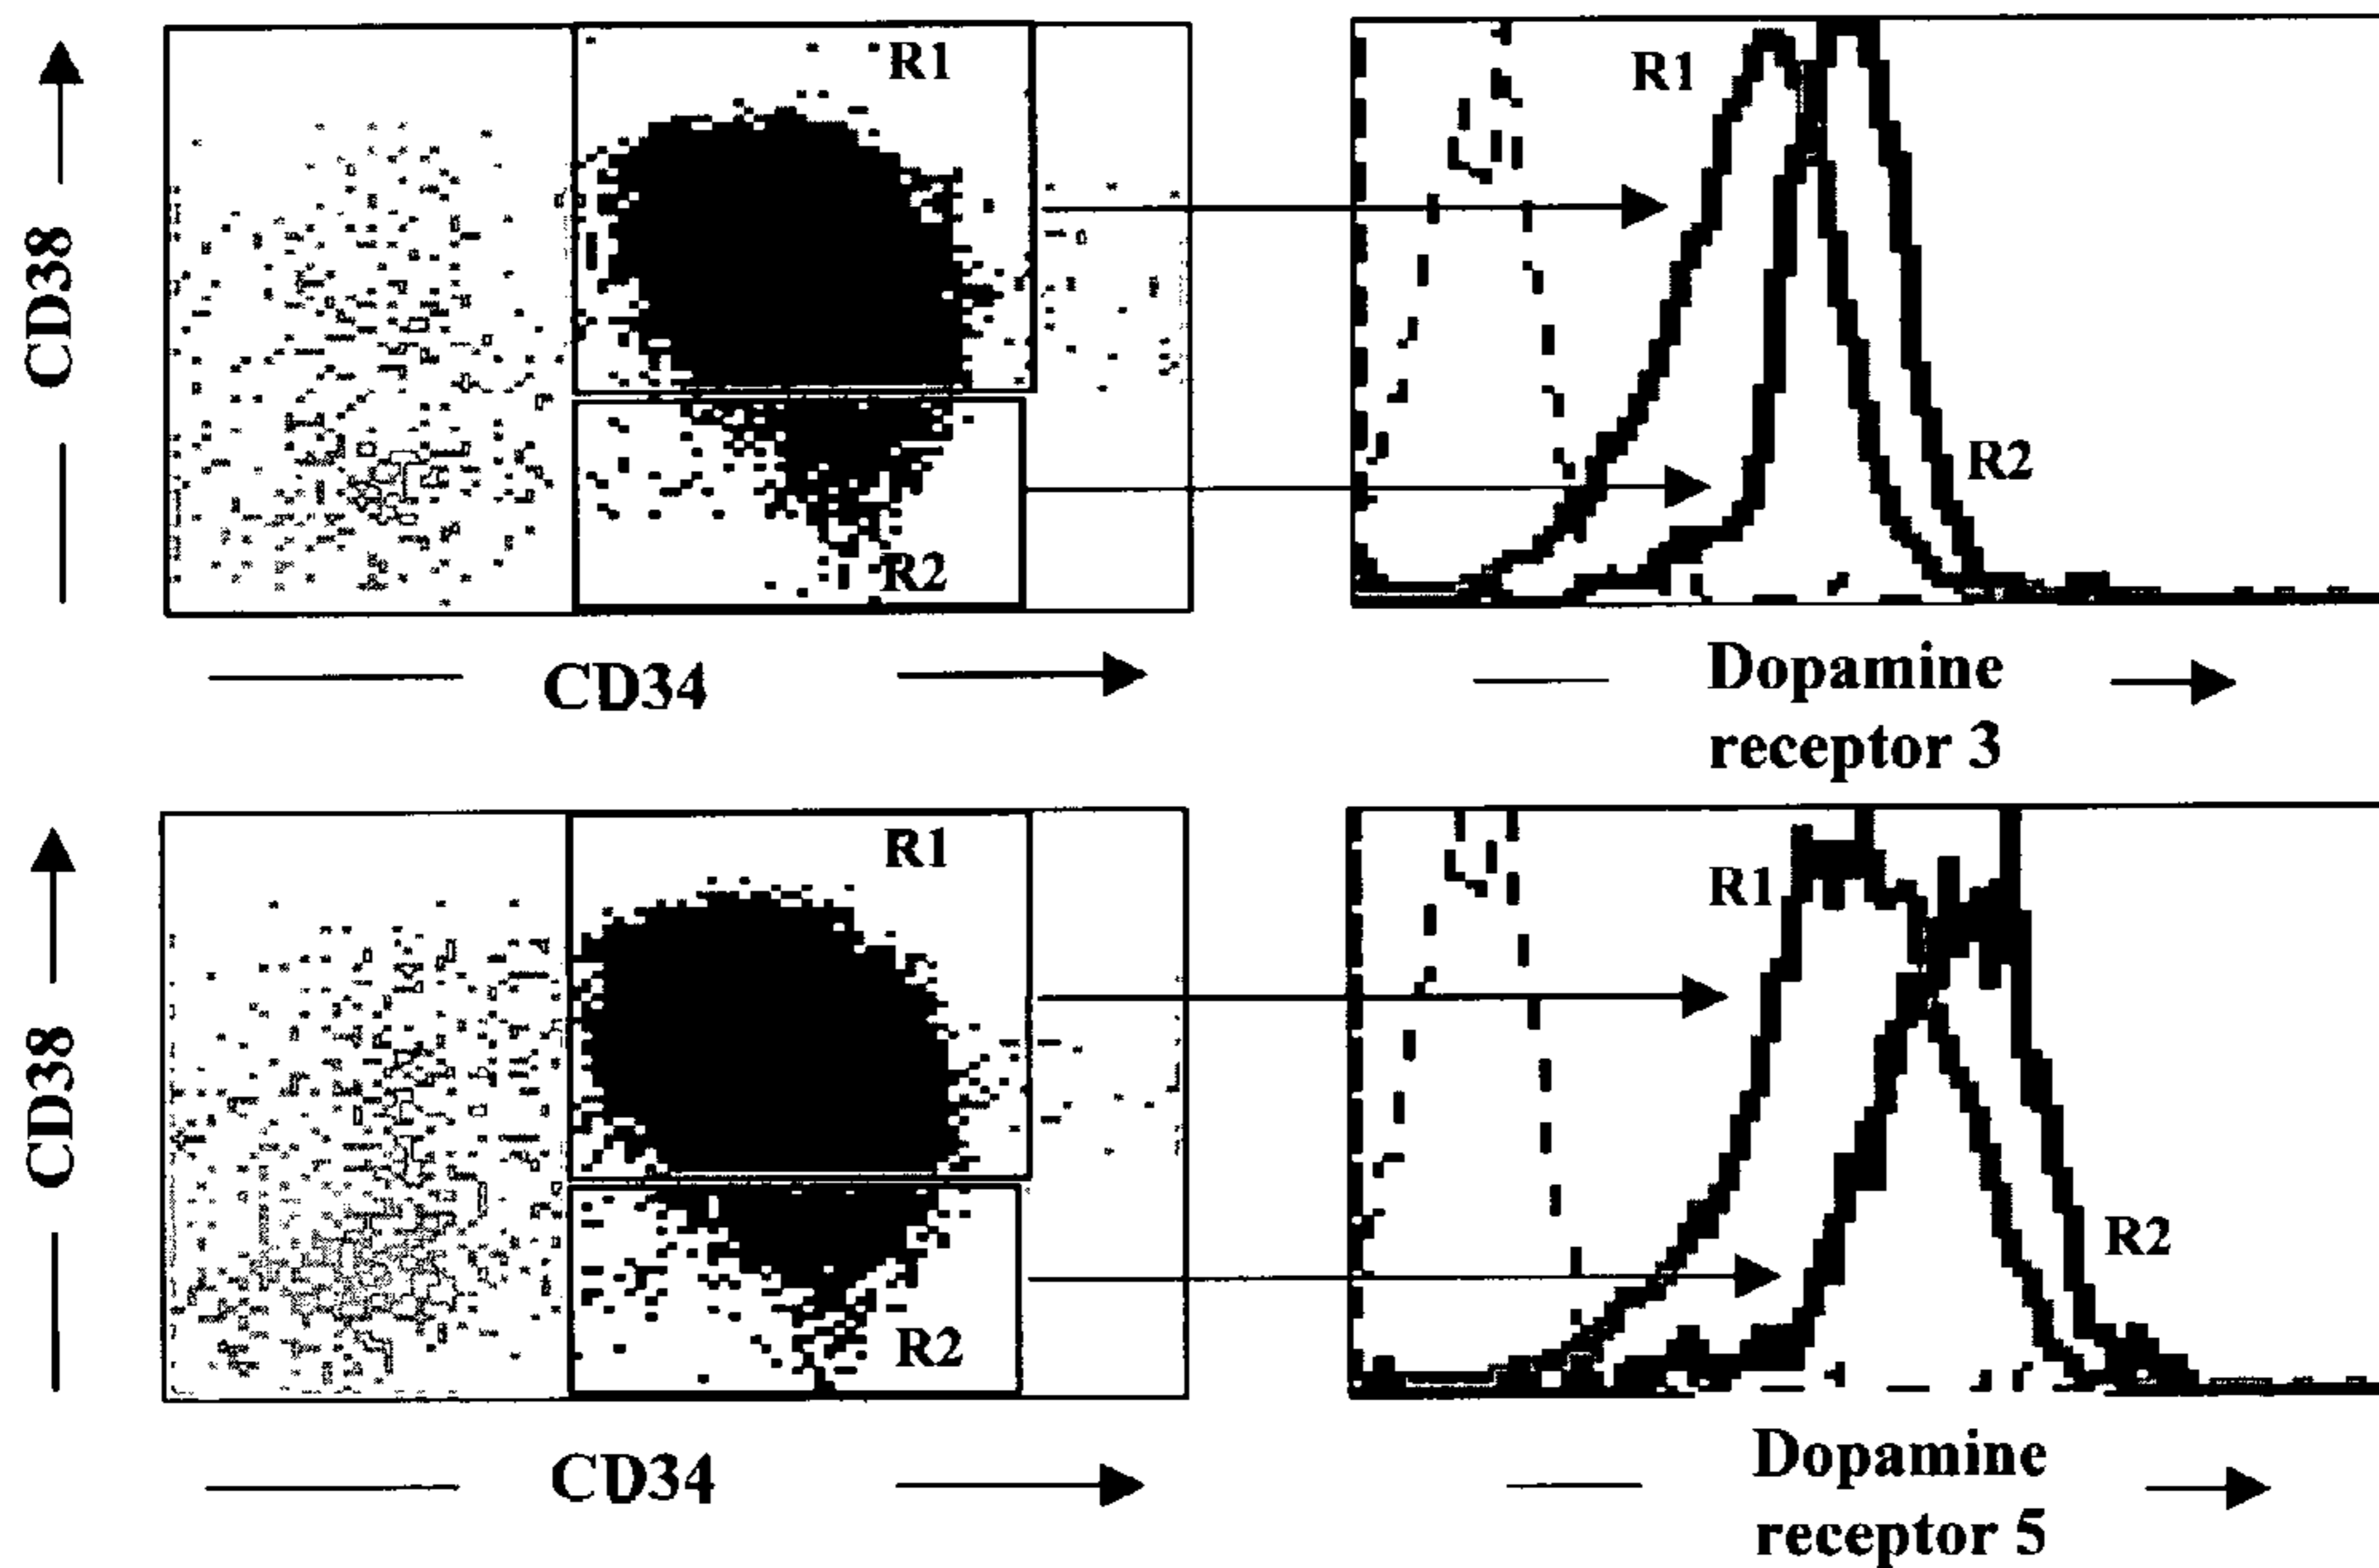 R1
R1
CD38
R2
R2
CD34
Dopamine
receptor 3
R1
R1
CD38
R2
R2
CD34
Dopamine
receptor 5